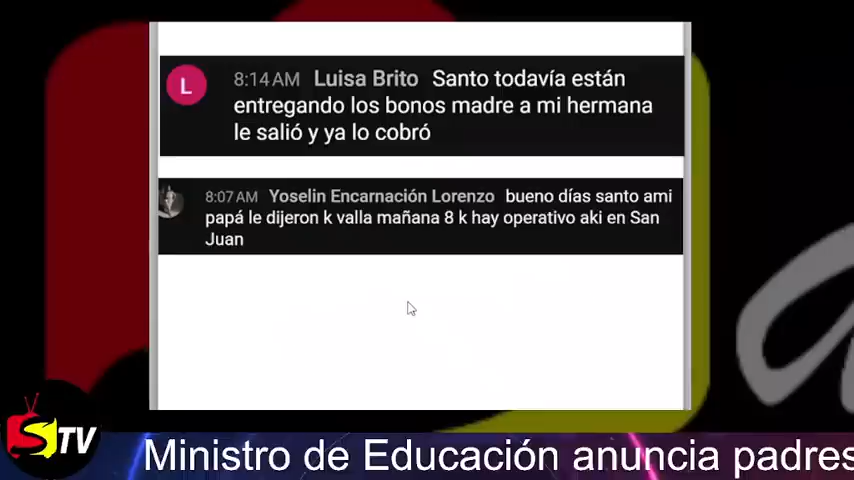 L
8:14 AM Luisa Brito Santo todavía están
entregando los bonos madre a mi hermana
le salió y ya lo cobró
8:07 AM Yoselin Encarnación Lorenzo bueno días santo ami
papá le dijeron k valla mañana 8 k hay operativo aki en San
Juan
STV
Ministro de Educación anuncia padres